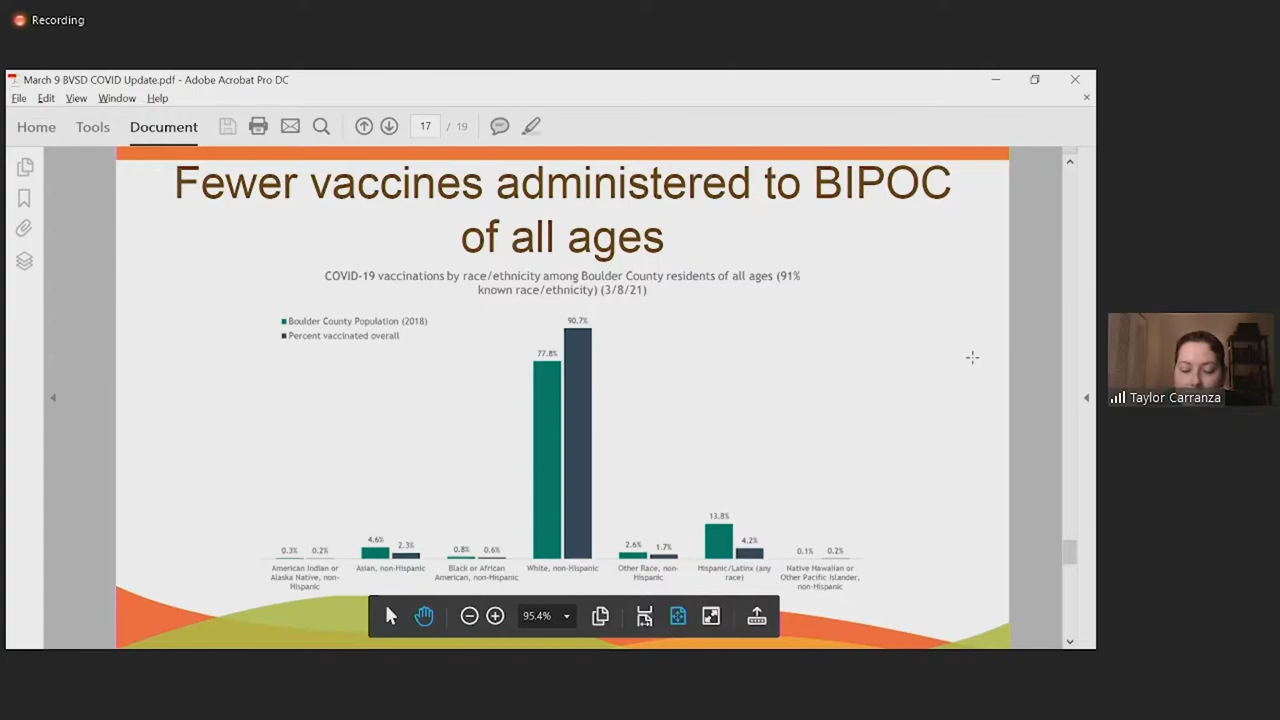 Recording
March 9 BVSD COVID Update.pdf - Adobe Acrobat Pro DC
File Edit View Window Help
Home Tools Document 17 / 19
Fewer vaccines administered to BIPOC
of all ages
COVID-19 vaccinations by race/ethnicity among Boulder County residents of all ages (91%
known race/ethnicity) (3/8/21)
Boulder County Population (2018)
Percent vaccinated overall
90.7%
77.8%
13.8%
0.3% 0.2% 4.6% 2.3% 0.8% 0.6% 2.6% 1.7% 4.2% 0.1% 0.2%
American Indian or
Alaska Native, non-
Hispanic
Asian, non-Hispanic
Black or African
American, non-Hispanic
White, non-Hispanic
Other Race, non-
Hispanic
Hispanic/Latinx (any
race)
Native Hawaiian or
Other Pacific Islander,
non-Hispanic
95.4%
Taylor Carranza